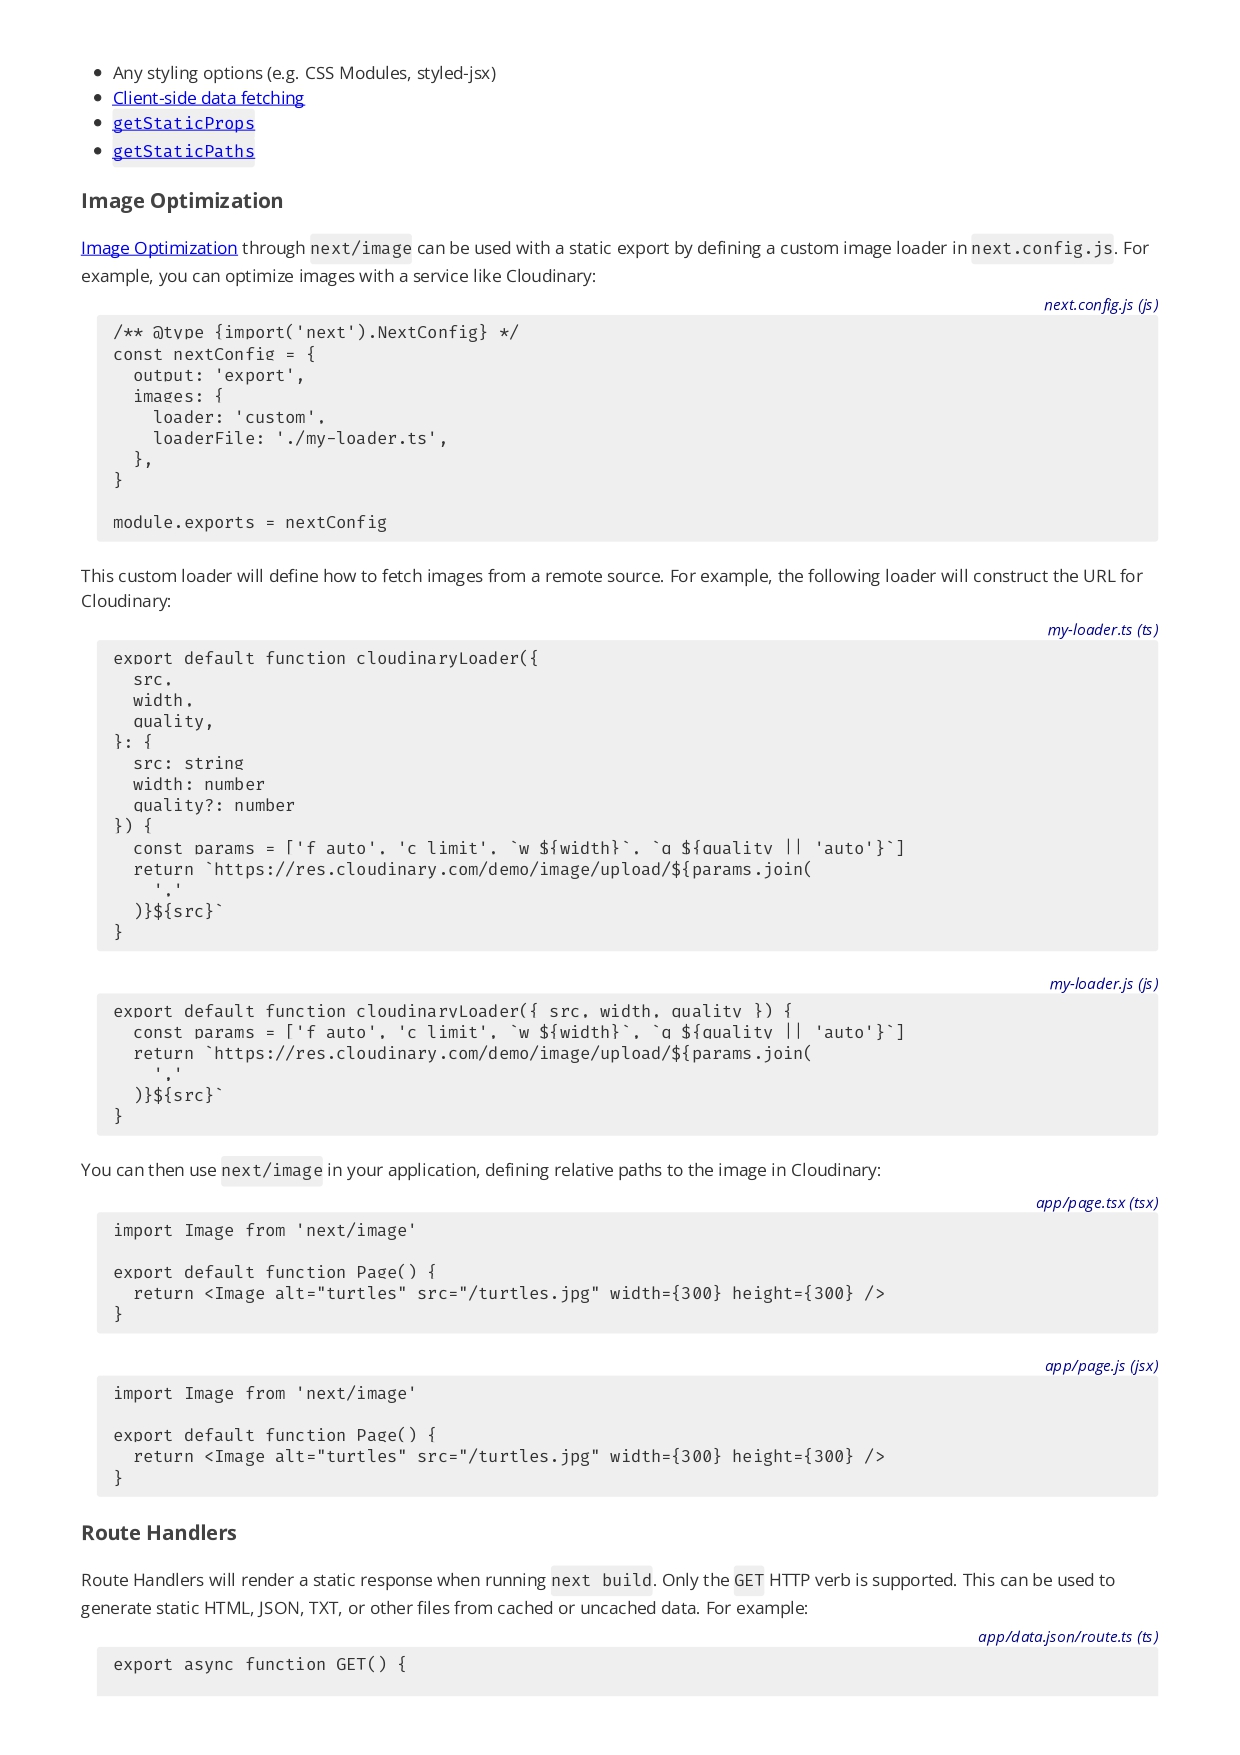 Any styling options (e.g. CSS Modules, styled-jsx)
Client-side data fetching
getStaticProps
getStaticPaths
Image Optimization
Image Optimization through next/image can be used with a static export by defining a custom image loader in next.config.js. For
example, you can optimize images with a service like Cloudinary:
next.config.js (js)
/** @type {import('next').NextConfig} */
const nextConfig = {
  output: 'export',
  images: {
    loader: 'custom',
    loaderFile: './my-loader.ts',
  },
}
module.exports = nextConfig
This custom loader will define how to fetch images from a remote source. For example, the following loader will construct the URL for
Cloudinary:
my-loader.ts (ts)
export default function cloudinaryLoader({
  src,
  width,
  quality,
}: {
  src: string
  width: number
  quality?: number
}) {
  const params = ['f_auto', 'c_limit', `w_${width}`, `q_${quality || 'auto'}`]
  return `https://res.cloudinary.com/demo/image/upload/${params.join(
    ','
  )}${src}`
}
my-loader.js (js)
export default function cloudinaryLoader({ src, width, quality }) {
  const params = ['f_auto', 'c_limit', `w_${width}`, `q_${quality || 'auto'}`]
  return `https://res.cloudinary.com/demo/image/upload/${params.join(
    ','
  )}${src}`
}
You can then use next/image in your application, defining relative paths to the image in Cloudinary:
app/page.tsx (tsx)
import Image from 'next/image'
export default function Page() {
  return <Image alt="turtles" src="/turtles.jpg" width={300} height={300} />
}
app/page.js (jsx)
import Image from 'next/image'
export default function Page() {
  return <Image alt="turtles" src="/turtles.jpg" width={300} height={300} />
}
Route Handlers
Route Handlers will render a static response when running next build. Only the GET HTTP verb is supported. This can be used to
generate static HTML, JSON, TXT, or other files from cached or uncached data. For example:
app/data.json/route.ts (ts)
export async function GET() {